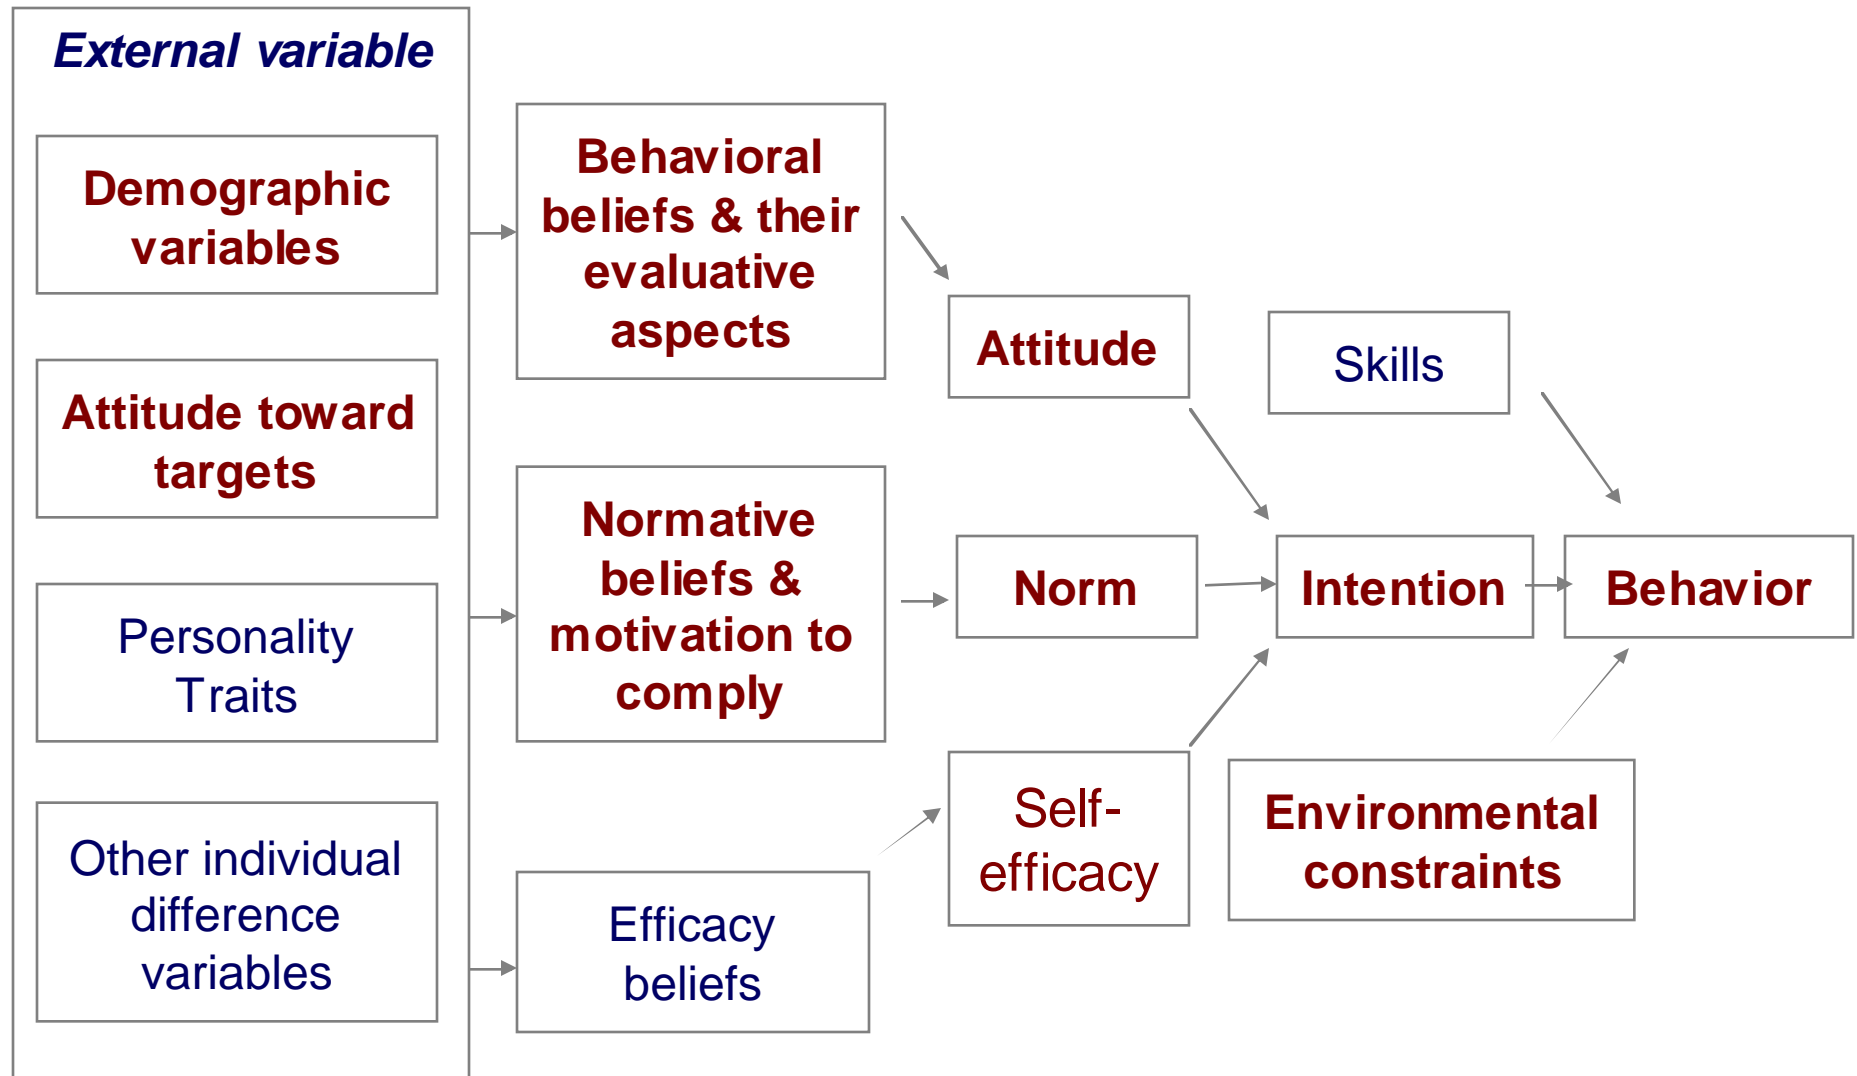 External variable
Demographic
variables
Attitude toward
targets
Personality
Traits
Other individual
difference
variables
Behavioral
beliefs & their
evaluative
aspects
Normative
beliefs &
motivation to
comply
Efficacy
beliefs
Attitude
Norm
Self-
efficacy
Skills
Intention
Environmental
constraints
Behavior